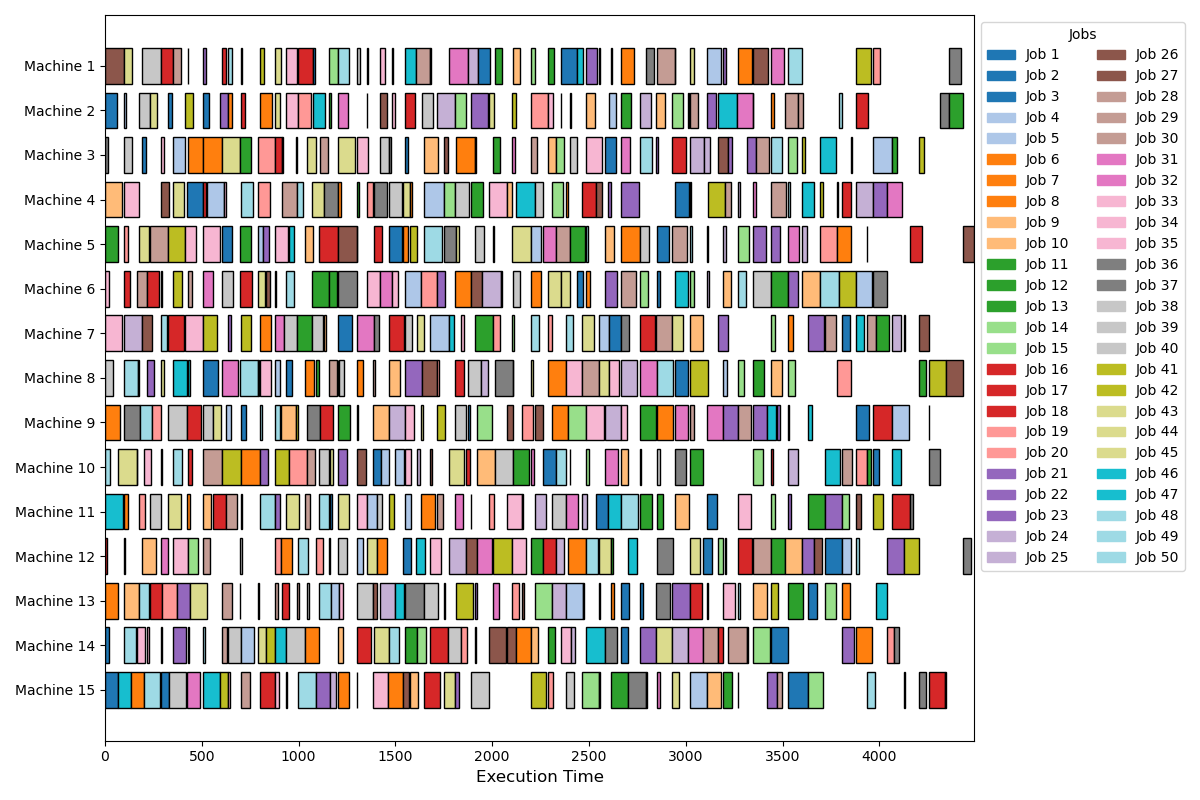 Machine 1
Machine 2
Machine 3
Machine 4
Machine 5
Machine 6
Machine 7
Machine 8
Machine 9
Machine 10
Machine 11
Machine 12
Machine 13
Machine 14
Machine 15
0 500 1000 1500 2000 2500 3000 3500 4000
Execution Time
Jobs
Job 1
Job 2
Job 3
Job 4
Job 5
Job 6
Job 7
Job 8
Job 9
Job 10
Job 11
Job 12
Job 13
Job 14
Job 15
Job 16
Job 17
Job 18
Job 19
Job 20
Job 21
Job 22
Job 23
Job 24
Job 25
Job 26
Job 27
Job 28
Job 29
Job 30
Job 31
Job 32
Job 33
Job 34
Job 35
Job 36
Job 37
Job 38
Job 39
Job 40
Job 41
Job 42
Job 43
Job 44
Job 45
Job 46
Job 47
Job 48
Job 49
Job 50